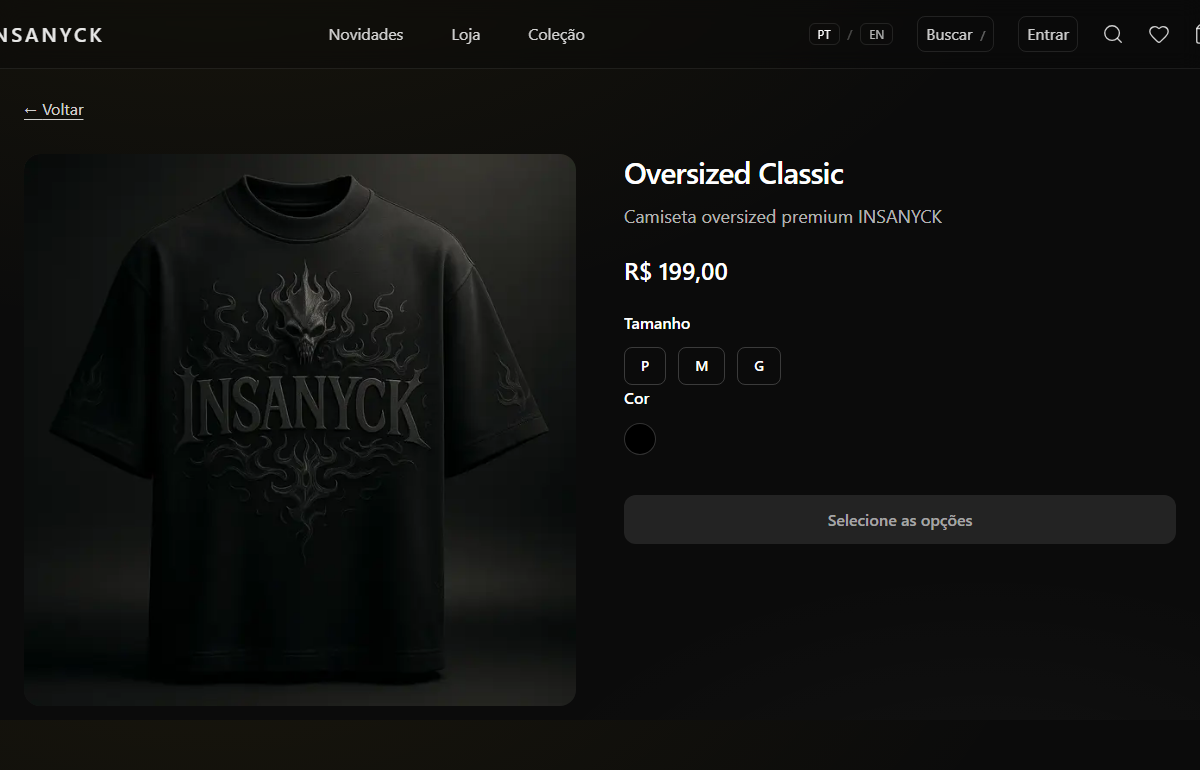 NSANYCK
Novidades
Loja
Coleção
PT / EN
Buscar /
Entrar
← Voltar
INSANYCK
Oversized Classic
Camiseta oversized premium INSANYCK
R$ 199,00
Tamanho
P
M
G
Cor
Selecione as opções